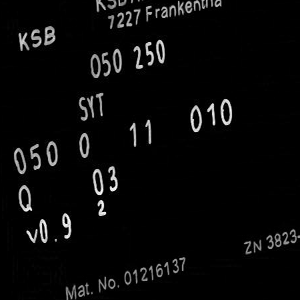 KSB
7227 Frankentha
050 250
SYT
050 0 11 010
Q 03
v0.9 2
Mat. No. 01216137
ZN 3823-